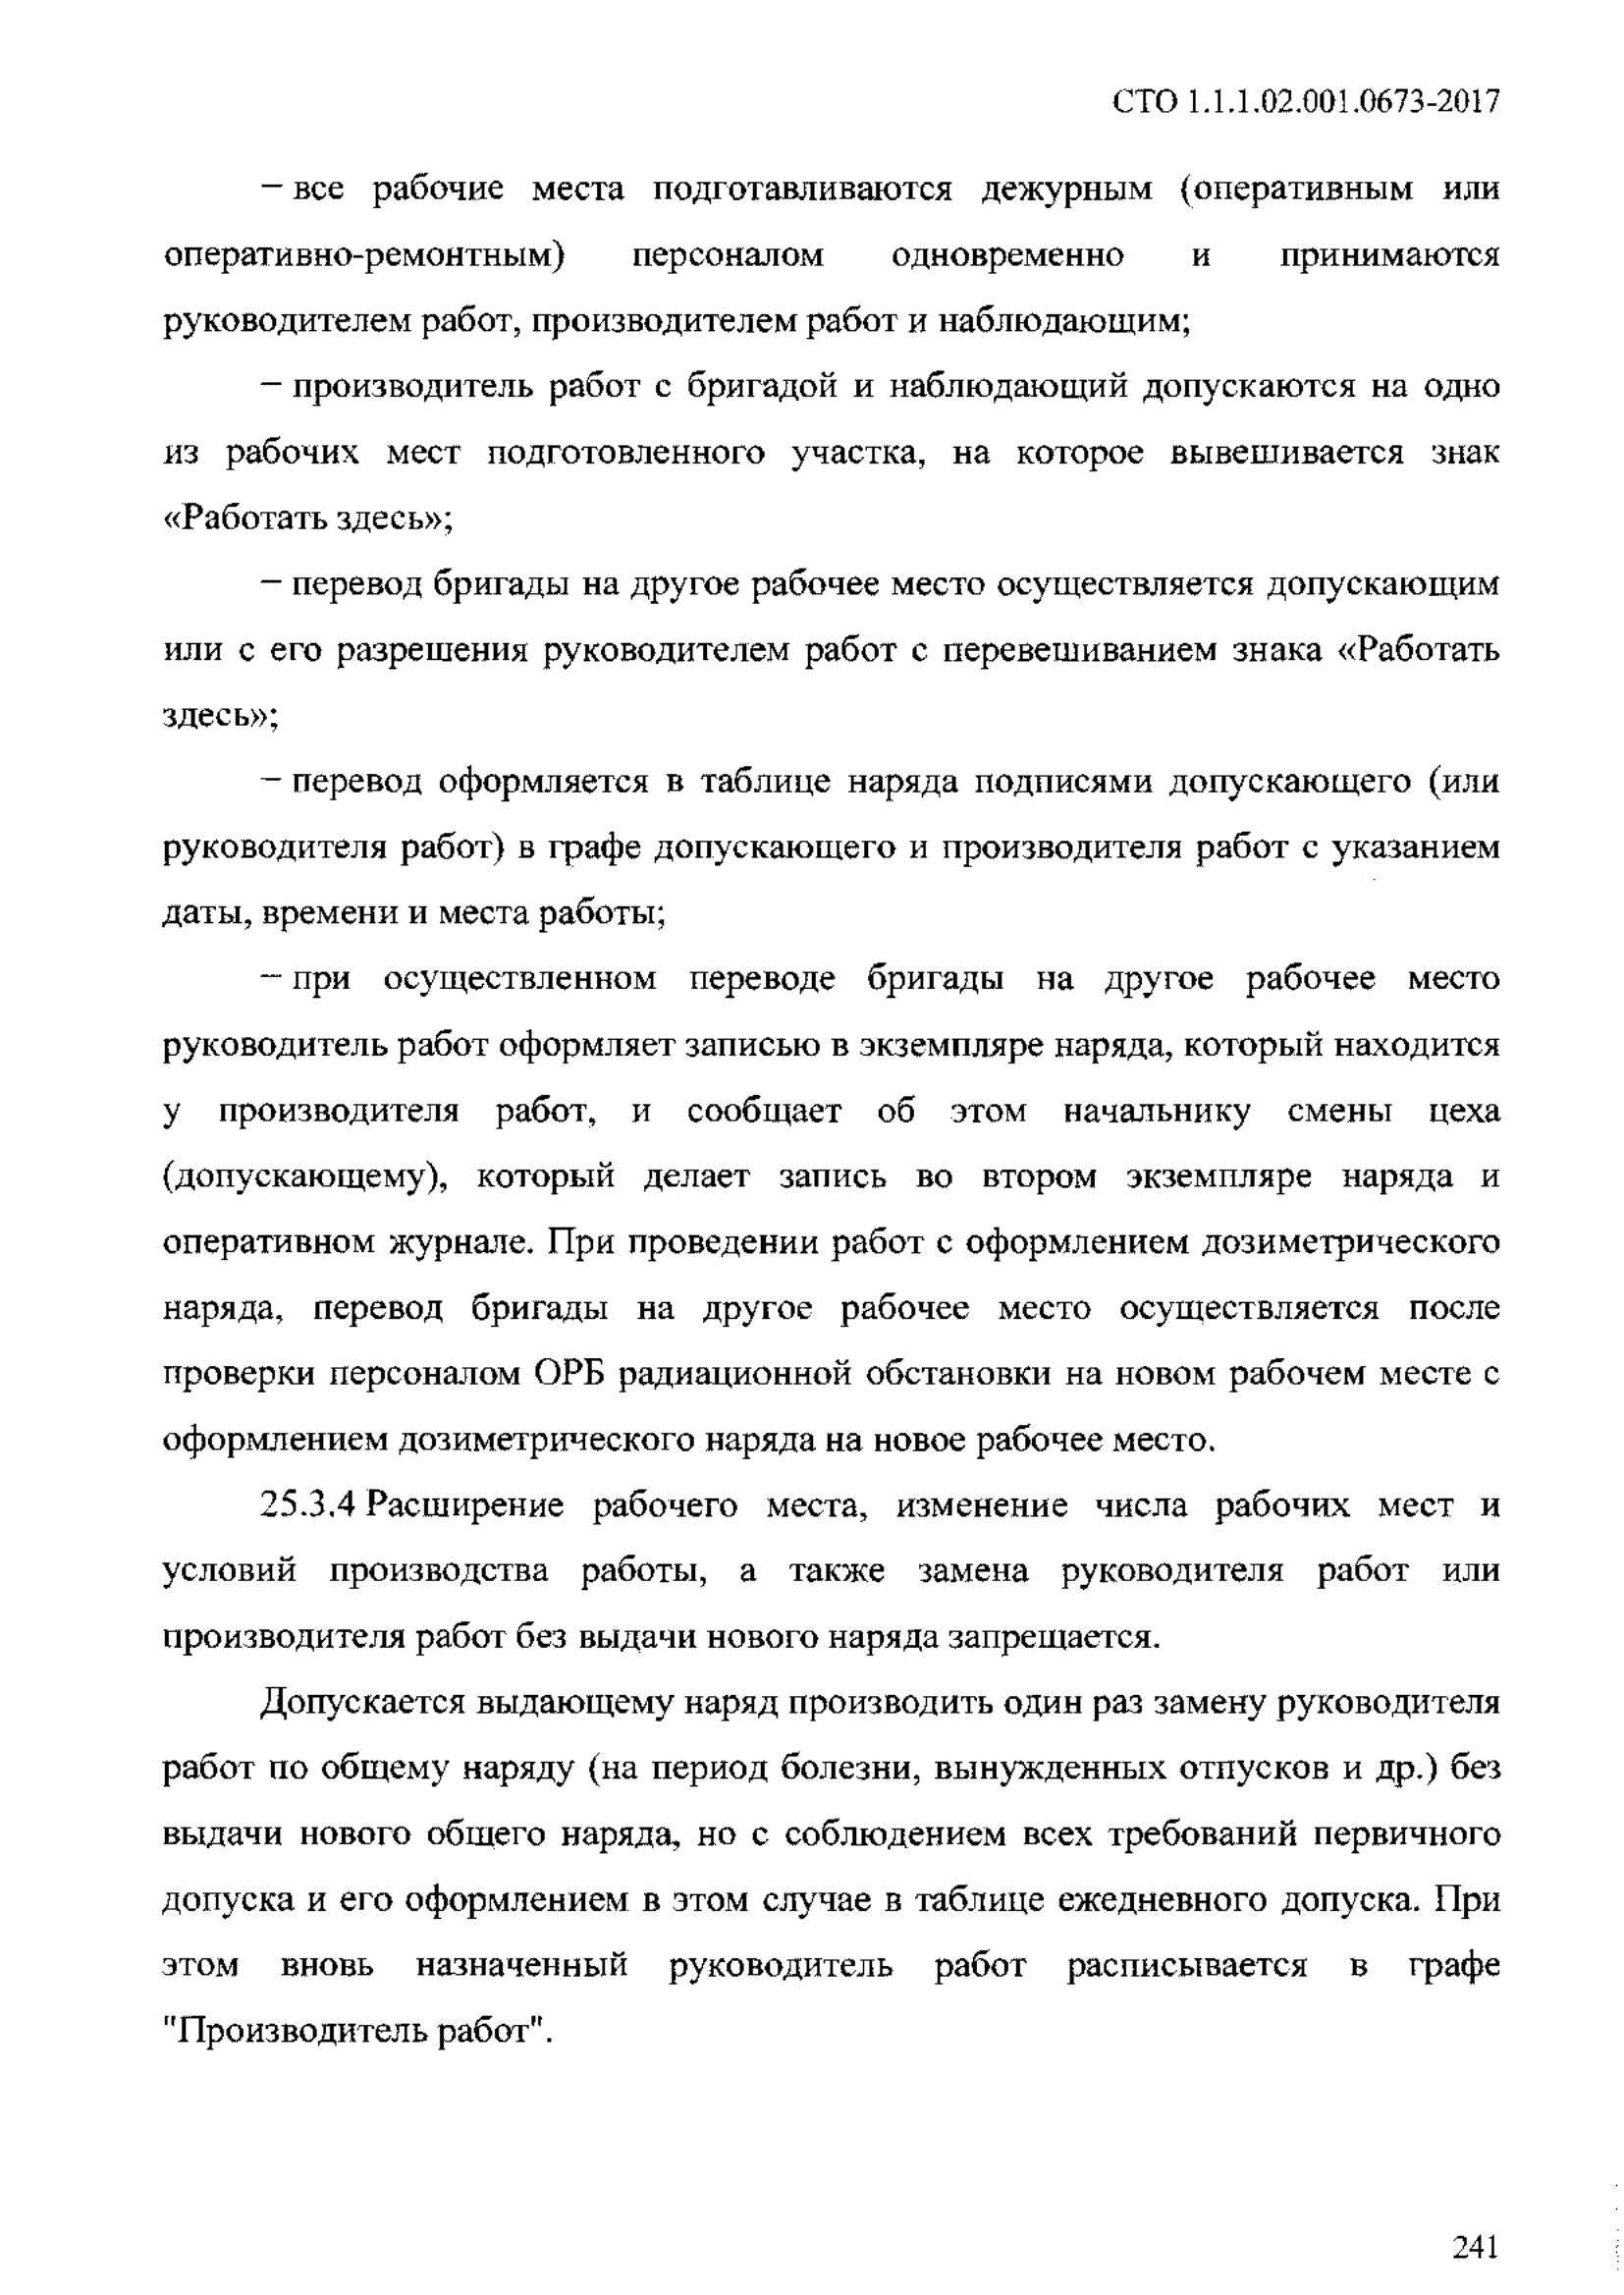 СТО 1.1.1.02.001.0673-2017
– все рабочие места подготавливаются дежурным (оперативным или
оперативно-ремонтным) персоналом одновременно и принимаются
руководителем работ, производителем работ и наблюдающим;
– производитель работ с бригадой и наблюдающий допускаются на одно
из рабочих мест подготовленного участка, на которое вывешивается знак
«Работать здесь»;
– перевод бригады на другое рабочее место осуществляется допускающим
или с его разрешения руководителем работ с перевешиванием знака «Работать
здесь»;
– перевод оформляется в таблице наряда подписями допускающего (или
руководителя работ) в графе допускающего и производителя работ с указанием
даты, времени и места работы;
– при осуществленном переводе бригады на другое рабочее место
руководитель работ оформляет записью в экземпляре наряда, который находится
у производителя работ, и сообщает об этом начальнику смены цеха
(допускающему), который делает запись во втором экземпляре наряда и
оперативном журнале. При проведении работ с оформлением дозиметрического
наряда, перевод бригады на другое рабочее место осуществляется после
проверки персоналом ОРБ радиационной обстановки на новом рабочем месте с
оформлением дозиметрического наряда на новое рабочее место.
25.3.4 Расширение рабочего места, изменение числа рабочих мест и
условий производства работы, а также замена руководителя работ или
производителя работ без выдачи нового наряда запрещается.
Допускается выдающему наряд производить один раз замену руководителя
работ по общему наряду (на период болезни, вынужденных отпусков и др.) без
выдачи нового общего наряда, но с соблюдением всех требований первичного
допуска и его оформлением в этом случае в таблице ежедневного допуска. При
этом вновь назначенный руководитель работ расписывается в графе
"Производитель работ".
241